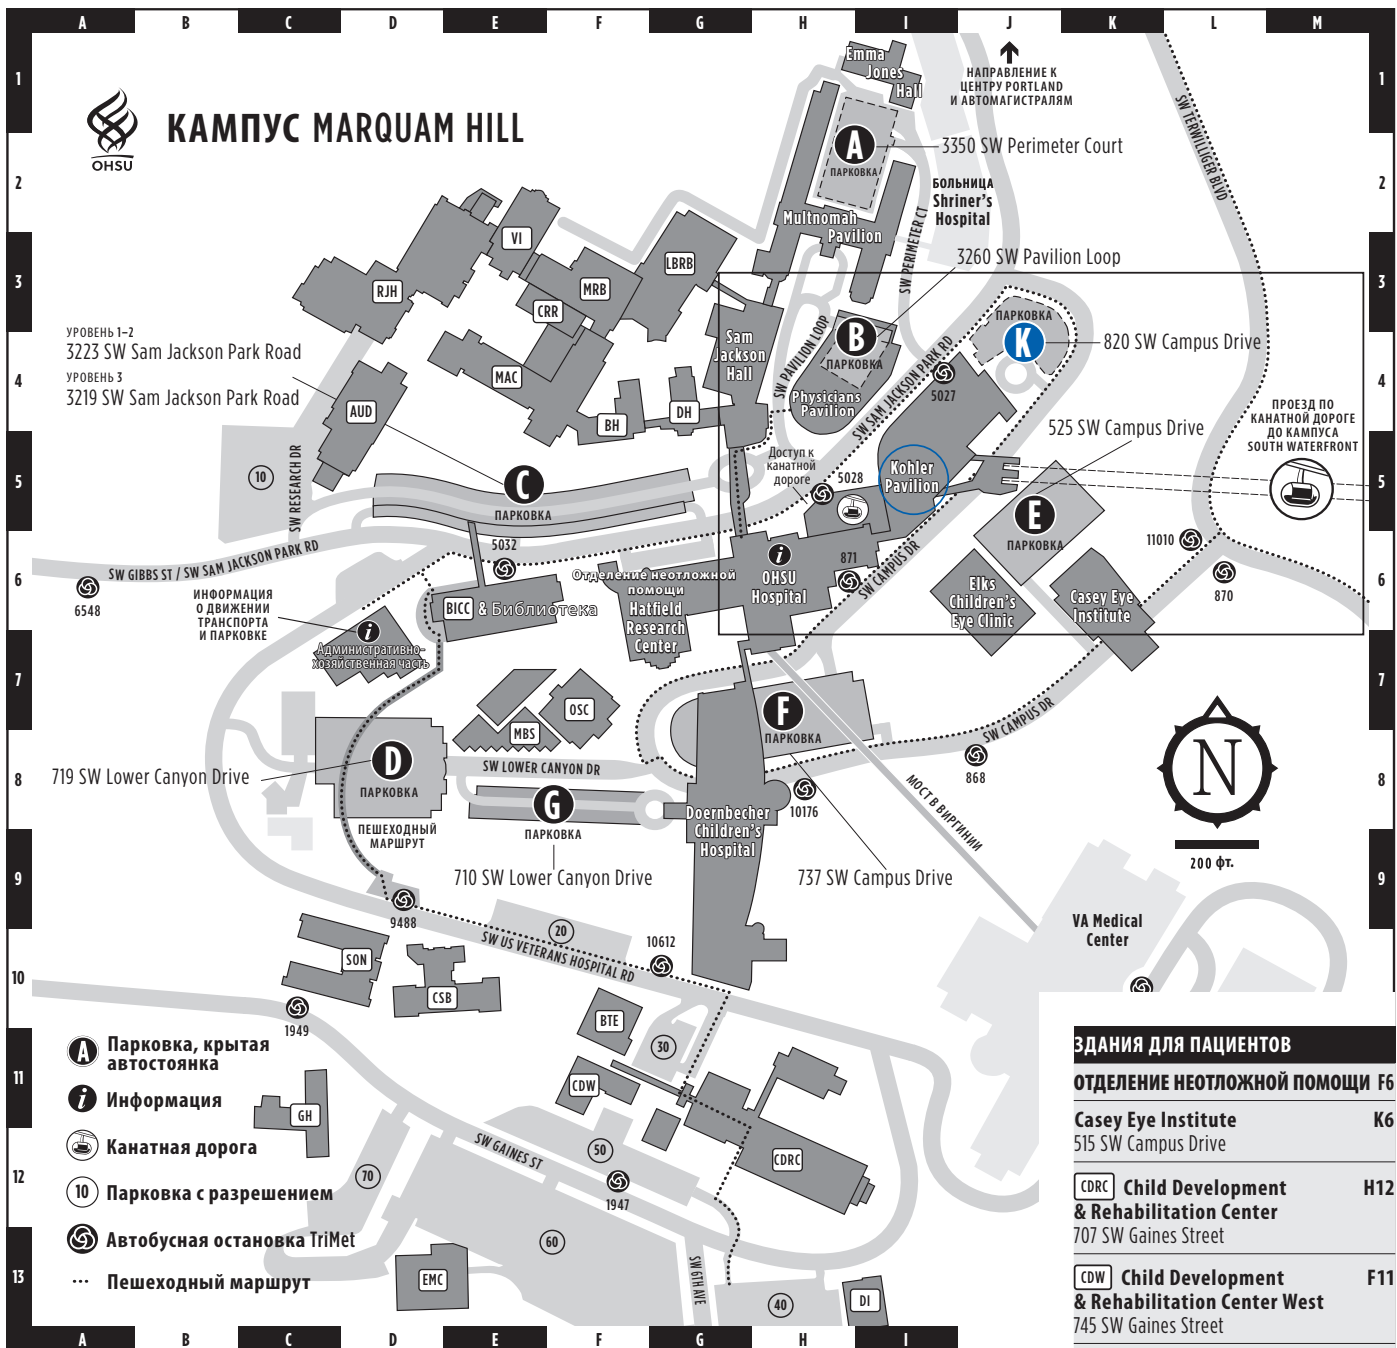 A B C D E F G H I J K L M
1
2
3
4
5
6
7
8
9
10
11
12
13
1
2
3
4
5
6
7
8
9
OHSU
КАМПУС MARQUAM HILL
Emma
Jones
Hall
НАПРАВЛЕНИЕ К
ЦЕНТРУ PORTLAND
И АВТОМАГИСТРАЛЯМ
SW TERWILLIGER BLVD
A
ПАРКОВКА
3350 SW Perimeter Court
БОЛЬНИЦА
Shriner's
Hospital
Multnomah
Pavilion
SW PERIMETER CT
3260 SW Pavilion Loop
VI
LBRB
RJH
MRB
CRR
УРОВЕНЬ 1–2
3223 SW Sam Jackson Park Road
УРОВЕНЬ 3
3219 SW Sam Jackson Park Road
MAC
AUD
BH
DH
Sam
Jackson
Hall
SW PAVILION LOOP
B
ПАРКОВКА
Physicians
Pavilion
SW SAM JACKSON PARK RD
5027
ПАРКОВКА
K
820 SW Campus Drive
525 SW Campus Drive
ПРОЕЗД ПО
КАНАТНОЙ ДОРОГЕ
ДО КАМПУСА
SOUTH WATERFRONT
10
SW RESEARCH DR
C
ПАРКОВКА
Доступ к
канатной
дороге
5028
Kohler
Pavilion
E
ПАРКОВКА
11010
870
SW GIBBS ST / SW SAM JACKSON PARK RD
6548
5032
ИНФОРМАЦИЯ
О ДВИЖЕНИИ
ТРАНСПОРТА
И ПАРКОВКЕ
BICC & Библиотека
Отделение неотложной
помощи
Hatfield
Research
Center
i
OHSU
Hospital
871
SW CAMPUS DR
Elks
Children's
Eye Clinic
Casey Eye
Institute
i
Административно-
хозяйственная часть
OSC
MBS
F
ПАРКОВКА
SW CAMPUS DR
868
N
200 фт.
719 SW Lower Canyon Drive
D
ПАРКОВКА
SW LOWER CANYON DR
G
ПАРКОВКА
ПЕШЕХОДНЫЙ
МАРШРУТ
710 SW Lower Canyon Drive
Doernbecher
Children's
Hospital
10176
737 SW Campus Drive
МОСТ В ВИРГИНИИ
VA Medical
Center
9488
20
SW US VETERANS HOSPITAL RD
10612
SON
CSB
1949
BTE
30
CDW
GH
SW GAINES ST
50
70
1947
CDRC
60
EMC
SW 6TH AVE
40
DI
A Парковка, крытая
автостоянка
i Информация
Канатная дорога
10 Парковка с разрешением
Автобусная остановка TriMet
Пешеходный маршрут
ЗДАНИЯ ДЛЯ ПАЦИЕНТОВ
ОТДЕЛЕНИЕ НЕОТЛОЖНОЙ ПОМОЩИ F6
Casey Eye Institute K6
515 SW Campus Drive
CDRC Child Development H12
& Rehabilitation Center
707 SW Gaines Street
CDW Child Development F11
& Rehabilitation Center West
745 SW Gaines Street
A B C D E F G H I